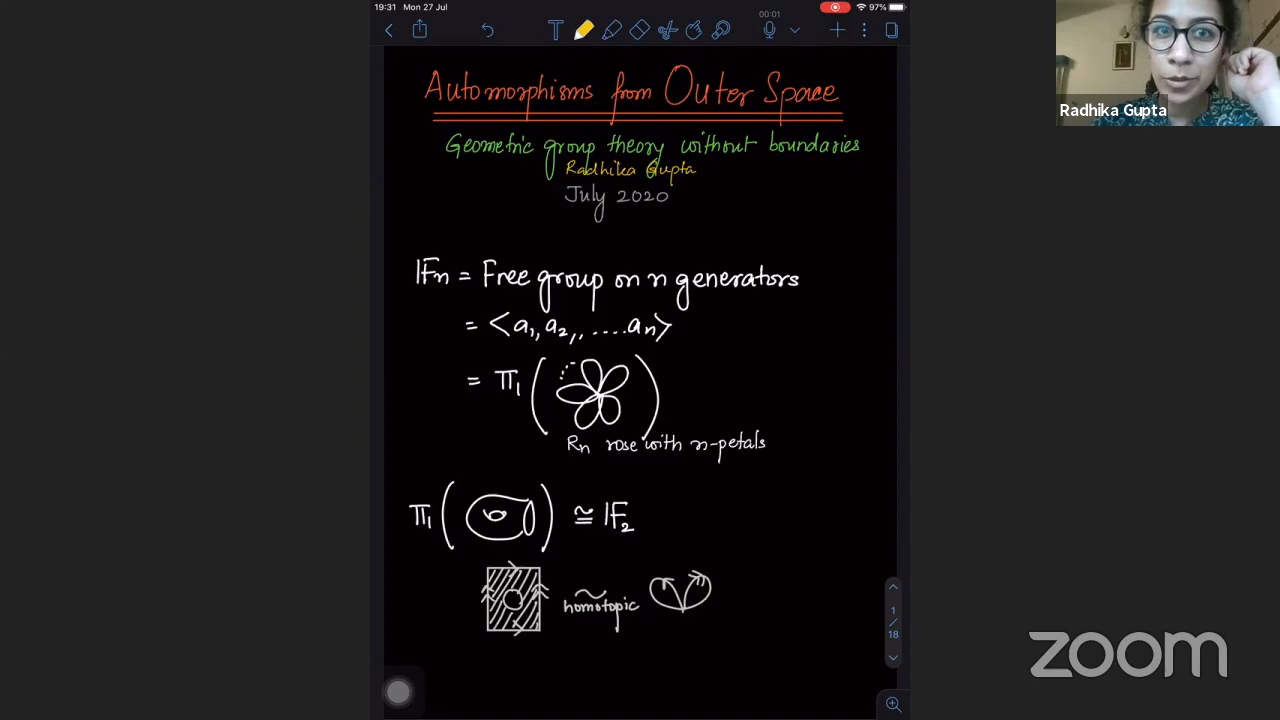 19:31 Mon 27 Jul
00:01
97%
Automorphisms from Outer Space
Geometric group theory without boundaries
Radhika Gupta
July 2020
𝔽n = Free group on n generators
= <a₁, a₂, , .... aₙ>
= π₁ ( )
Rn rose with n-petals
π₁ ( ) ≅ 𝔽₂
~
homotopic
1
/
18
Radhika Gupta
zoom